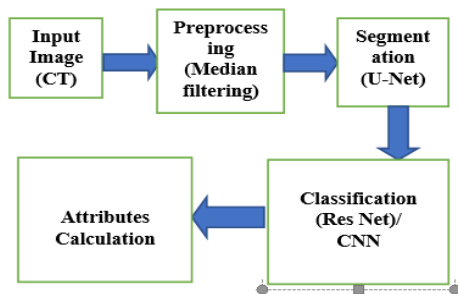 Input
Image
(CT)
Preprocess
ing
(Median
filtering)
Segment
ation
(U-Net)
Classification
(Res Net)/
CNN
Attributes
Calculation